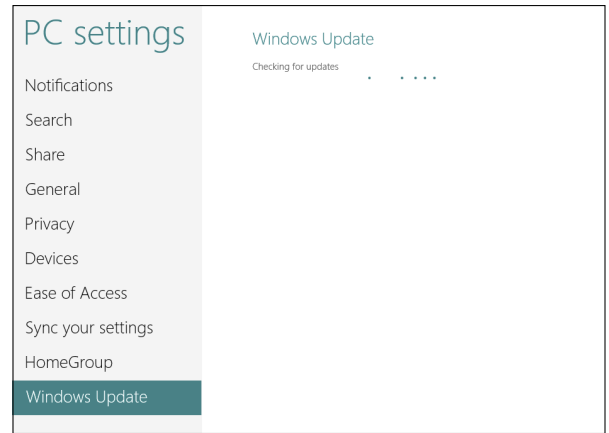 PC settings
Notifications
Search
Share
General
Privacy
Devices
Ease of Access
Sync your settings
HomeGroup
Windows Update
Windows Update
Checking for updates